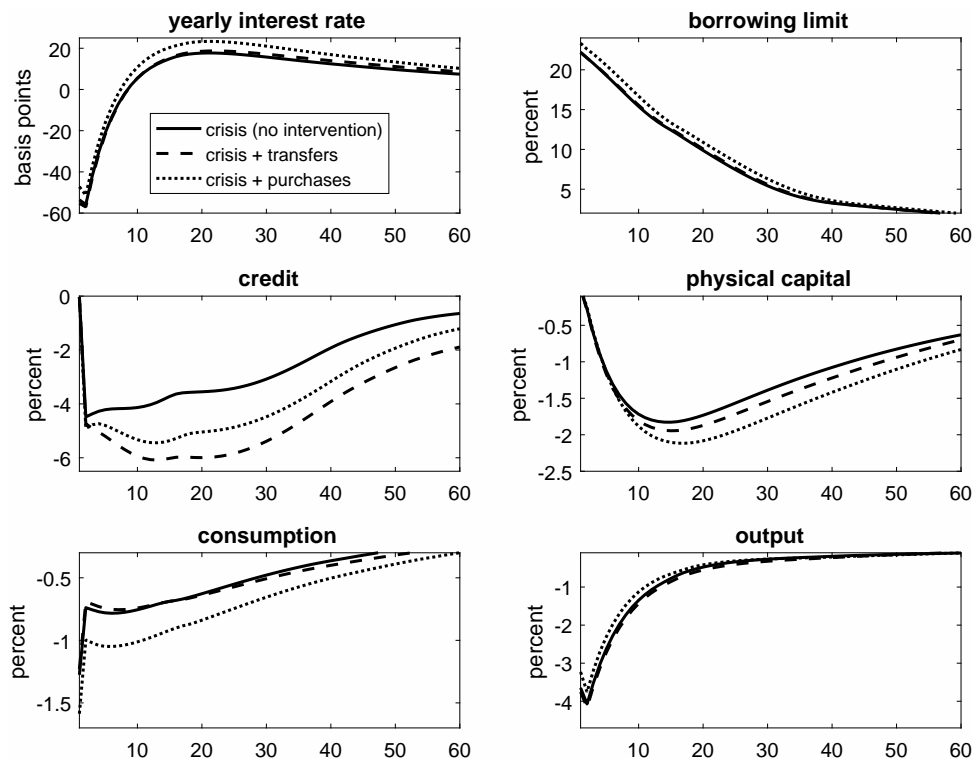 yearly interest rate
basis points
20
0
-20
-40
-60
crisis (no intervention)
crisis + transfers
crisis + purchases
10 20 30 40 50 60
borrowing limit
percent
20
15
10
5
10 20 30 40 50 60
credit
percent
0
-2
-4
-6
10 20 30 40 50 60
physical capital
percent
-0.5
-1
-1.5
-2
-2.5
10 20 30 40 50 60
consumption
percent
-0.5
-1
-1.5
10 20 30 40 50 60
output
percent
-1
-2
-3
-4
10 20 30 40 50 60